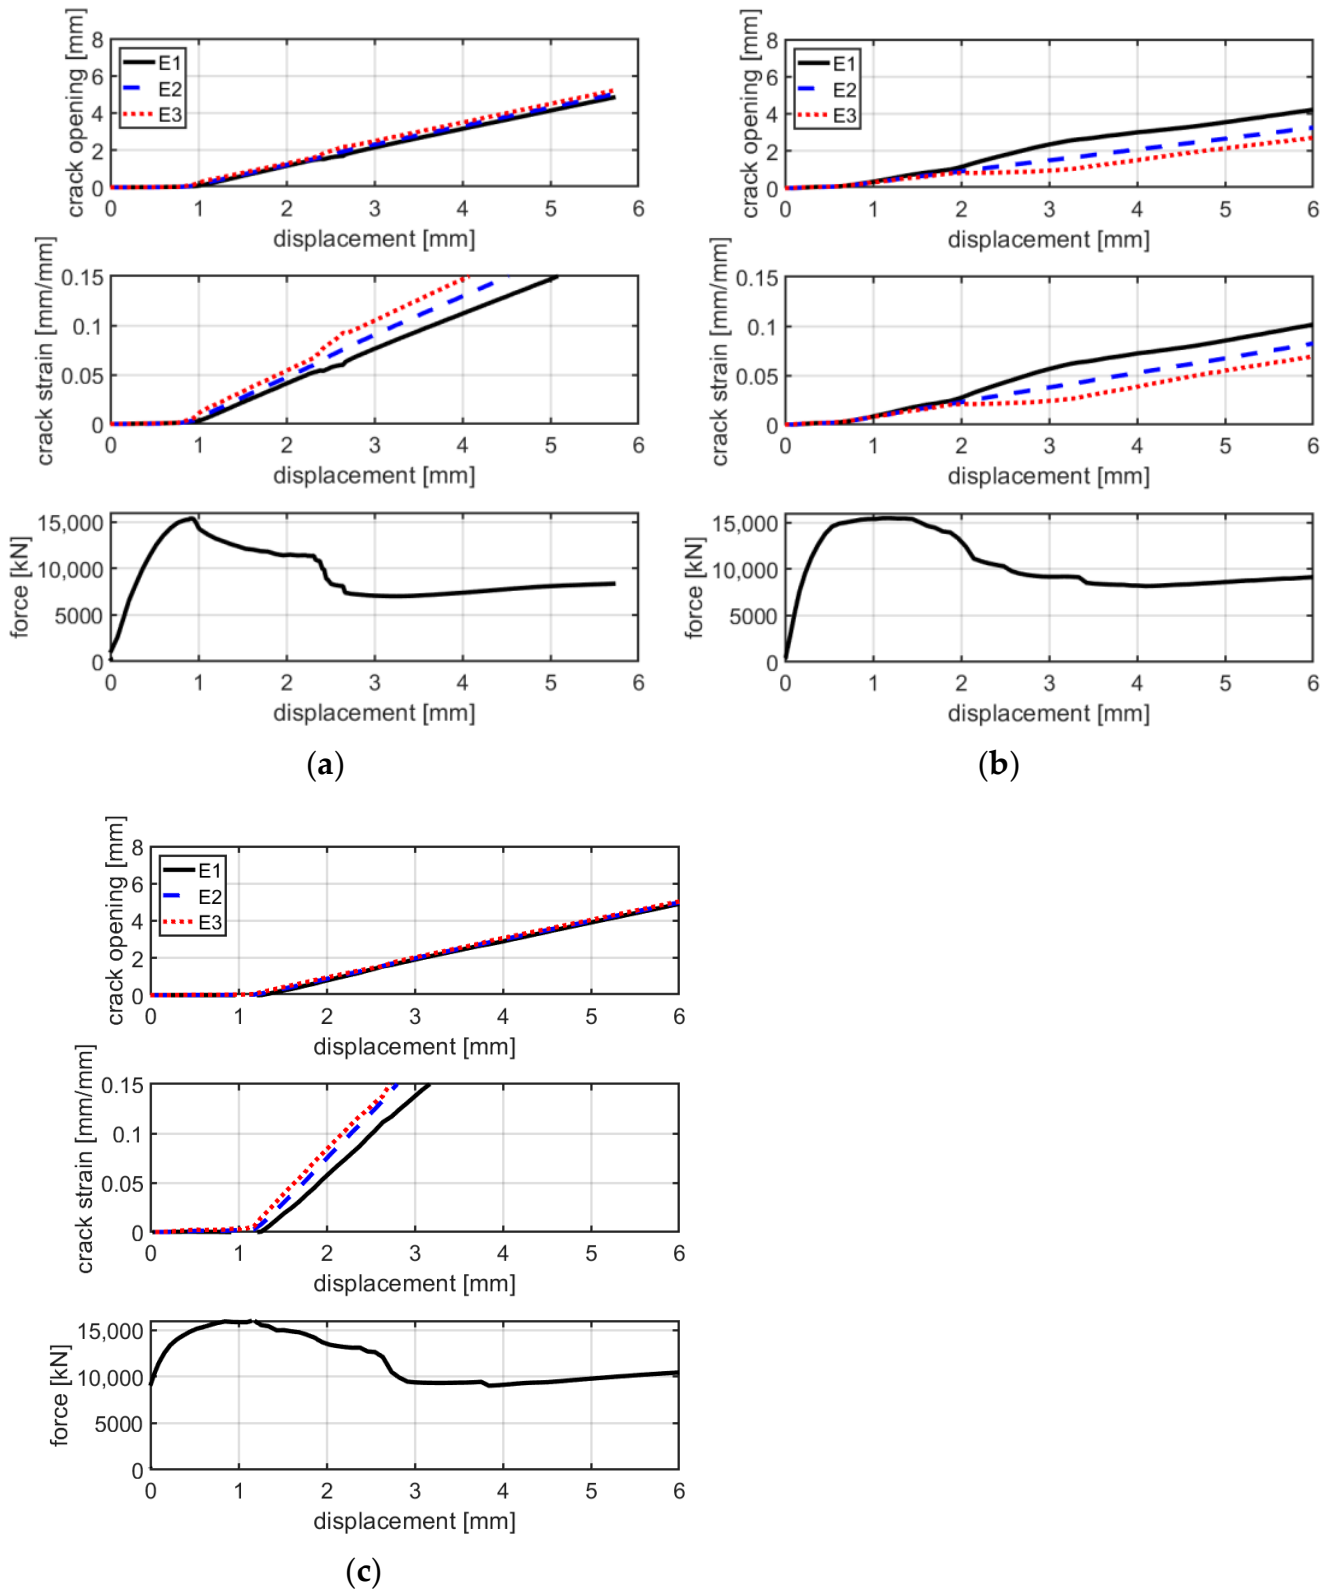 crack opening [mm]
8
6
4
2
0
E1
E2
E3
0 1 2 3 4 5 6
displacement [mm]
crack strain [mm/mm]
0.15
0.1
0.05
0
0 1 2 3 4 5 6
displacement [mm]
force [kN]
15,000
10,000
5000
0
0 1 2 3 4 5 6
displacement [mm]
(a)
crack opening [mm]
8
6
4
2
0
E1
E2
E3
0 1 2 3 4 5 6
displacement [mm]
crack strain [mm/mm]
0.15
0.1
0.05
0
0 1 2 3 4 5 6
displacement [mm]
force [kN]
15,000
10,000
5000
0
0 1 2 3 4 5 6
displacement [mm]
(b)
crack opening [mm]
8
6
4
2
0
E1
E2
E3
0 1 2 3 4 5 6
displacement [mm]
crack strain [mm/mm]
0.15
0.1
0.05
0
0 1 2 3 4 5 6
displacement [mm]
force [kN]
15,000
10,000
5000
0
0 1 2 3 4 5 6
displacement [mm]
(c)